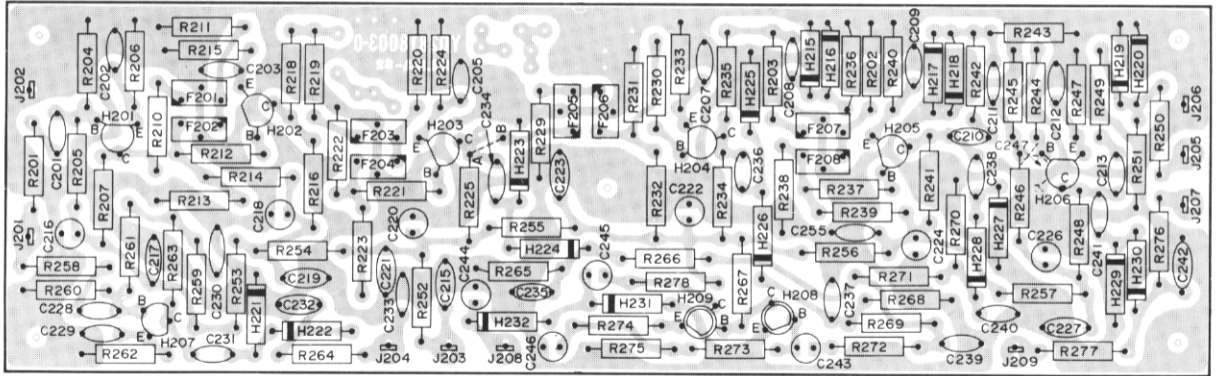 R211
R215
R204
C202
R206
C203
J202
F201
R210
H201
B
E
C
E
C
B
H202
F202
R212
R214
R213
R201
C201
R205
R207
J201
C216
R258
R260
C228
C229
R262
R261
C217
R263
B
C
E
H207
R259
C230
R253
C231
H221
R218
R219
R222
R216
C218
R254
C219
C232
H222
R264
R220
R224
C205
F203
F204
R221
H203
E
C
B
C234
B
A
R225
H223
R229
C223
F205
F206
R223
C220
C221
C233
R252
C215
C244
R255
H224
R265
C235
H232
C246
C245
J204
J203
J208
R231
R230
R233
C207
R235
H225
R203
C208
E
C
B
H204
C236
R232
C222
R234
H226
R238
R266
R278
H231
H209
R274
R275
C
B
E
R273
R267
C
B
E
H208
C243
C237
H215
H216
R236
R202
R240
C209
F207
F208
H205
E
C
B
R237
R239
C255
R256
R271
R268
R269
R272
C224
R241
R270
H217
H218
R242
C211
C210
C238
H228
H227
R243
R245
R244
C212
R247
R249
H219
H220
C247
A
B
E
C
B
H206
R246
C213
R251
R250
J206
J205
J207
C226
R248
C241
H229
H230
R276
C242
R257
C240
C227
C239
J209
R277